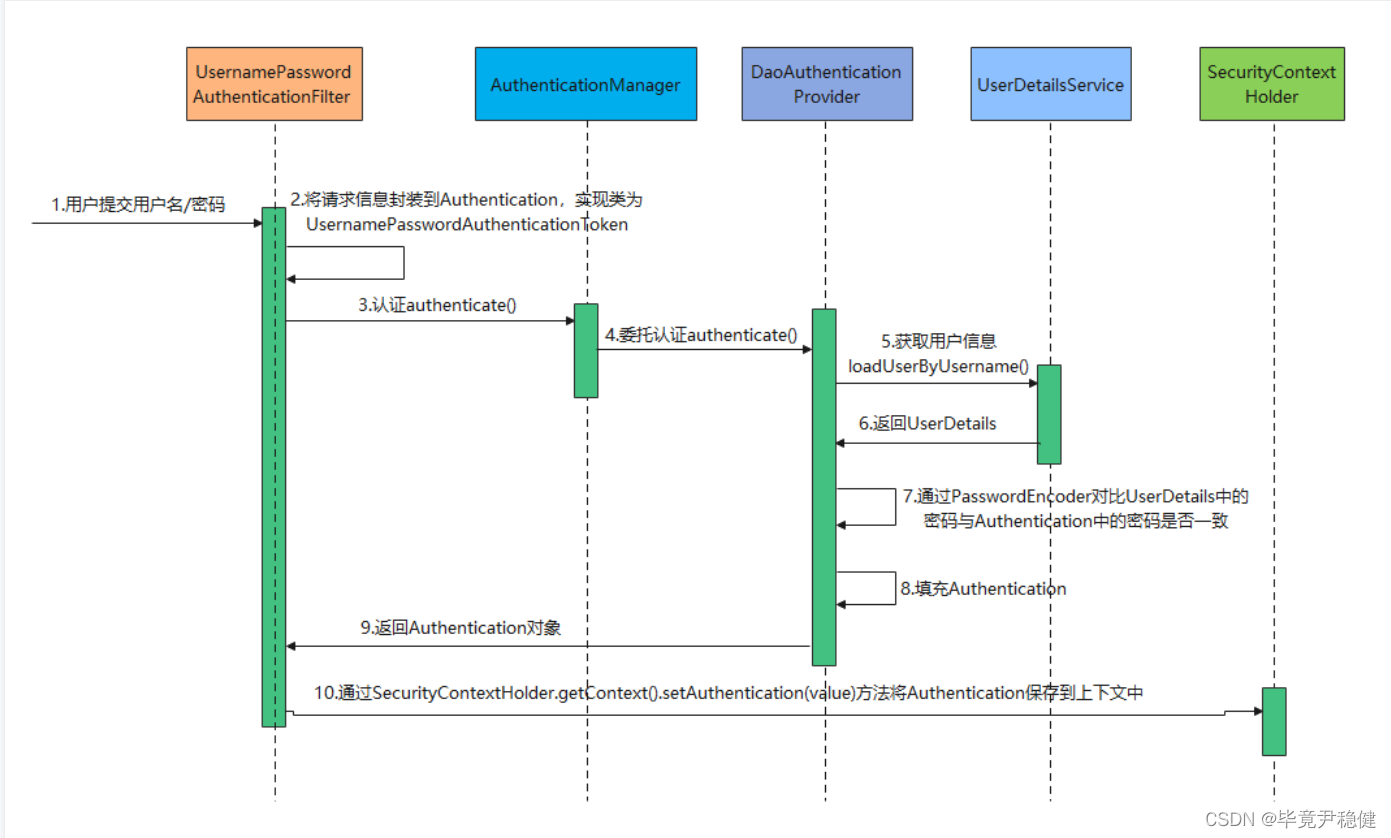 UsernamePassword
AuthenticationFilter
AuthenticationManager
DaoAuthentication
Provider
UserDetailsService
SecurityContext
Holder
1.用户提交用户名/密码
2.将请求信息封装到Authentication，实现类为
UsernamePasswordAuthenticationToken
3.认证authenticate()
4.委托认证authenticate()
5.获取用户信息
loadUserByUsername()
6.返回UserDetails
7.通过PasswordEncoder对比UserDetails中的
密码与Authentication中的密码是否一致
8.填充Authentication
9.返回Authentication对象
10.通过SecurityContextHolder.getContext().setAuthentication(value)方法将Authentication保存到上下文中
CSDN @毕竟尹稳健